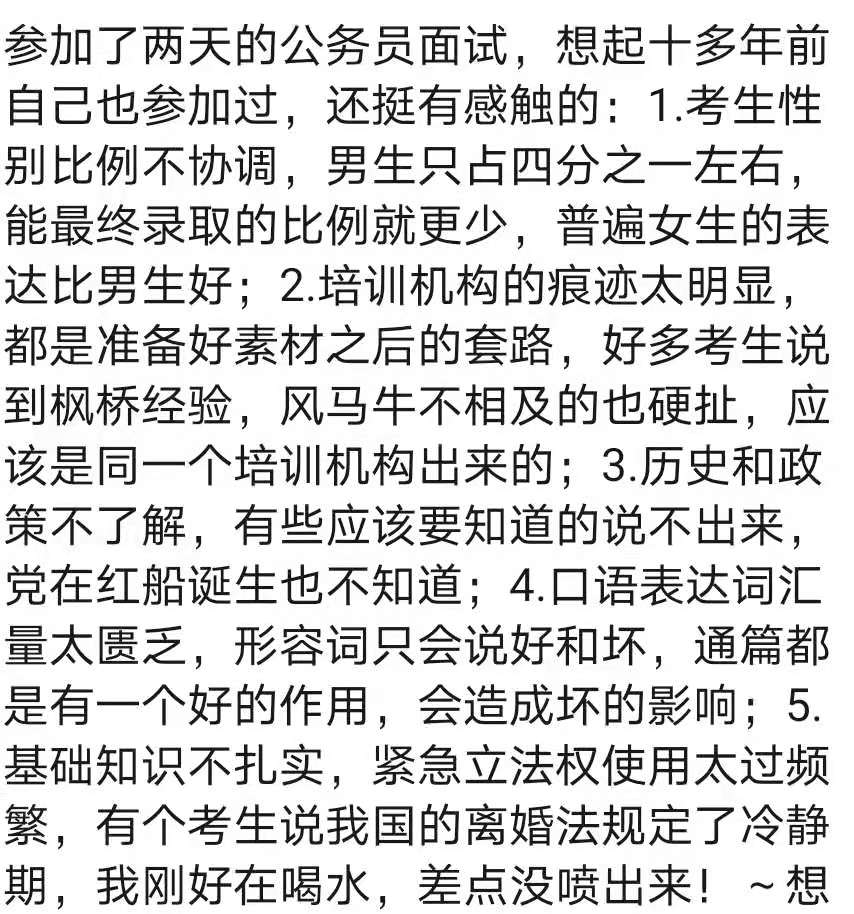 参加了两天的公务员面试，想起十多年前
自己也参加过，还挺有感触的：1.考生性
别比例不协调，男生只占四分之一左右，
能最终录取的比例就更少，普遍女生的表
达比男生好；2.培训机构的痕迹太明显，
都是准备好素材之后的套路，好多考生说
到枫桥经验，风马牛不相及的也硬扯，应
该是同一个培训机构出来的；3.历史和政
策不了解，有些应该要知道的说不出来，
党在红船诞生也不知道；4.口语表达词汇
量太匮乏，形容词只会说好和坏，通篇都
是有一个好的作用，会造成坏的影响；5.
基础知识不扎实，紧急立法权使用太过频
繁，有个考生说我国的离婚法规定了冷静
期，我刚好在喝水，差点没喷出来！~想